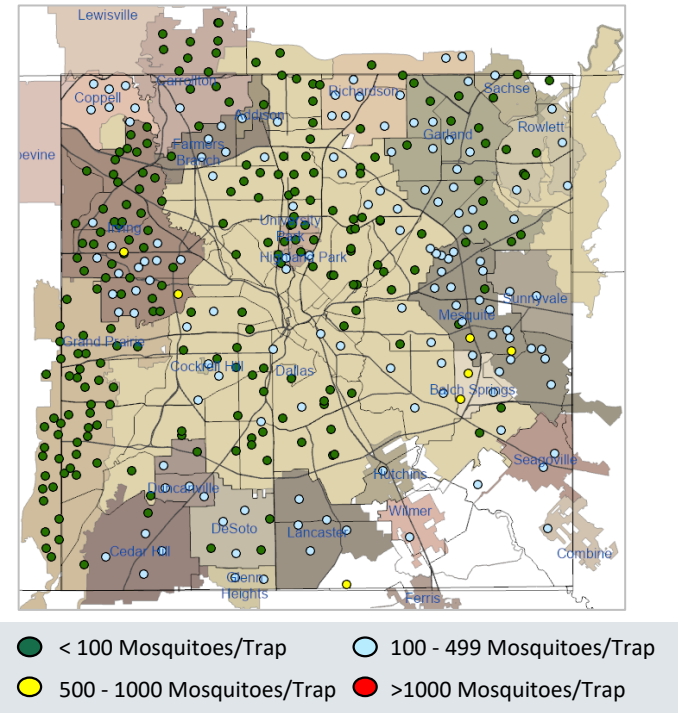 Lewisville
Carrollton
Coppell
Richardson
Sachse
Addison
Garland
Rowlett
Farmers
Branch
evine
University
Park
Irving
Highland Park
Sunnyvale
Mesquite
Grand Prairie
Cockrell Hill
Dallas
Balch Springs
Seagoville
Hutchins
Duncanville
Wilmer
DeSoto
Lancaster
Cedar Hill
Combine
Glenn
Heights
Ferris
< 100 Mosquitoes/Trap
100 - 499 Mosquitoes/Trap
500 - 1000 Mosquitoes/Trap
>1000 Mosquitoes/Trap